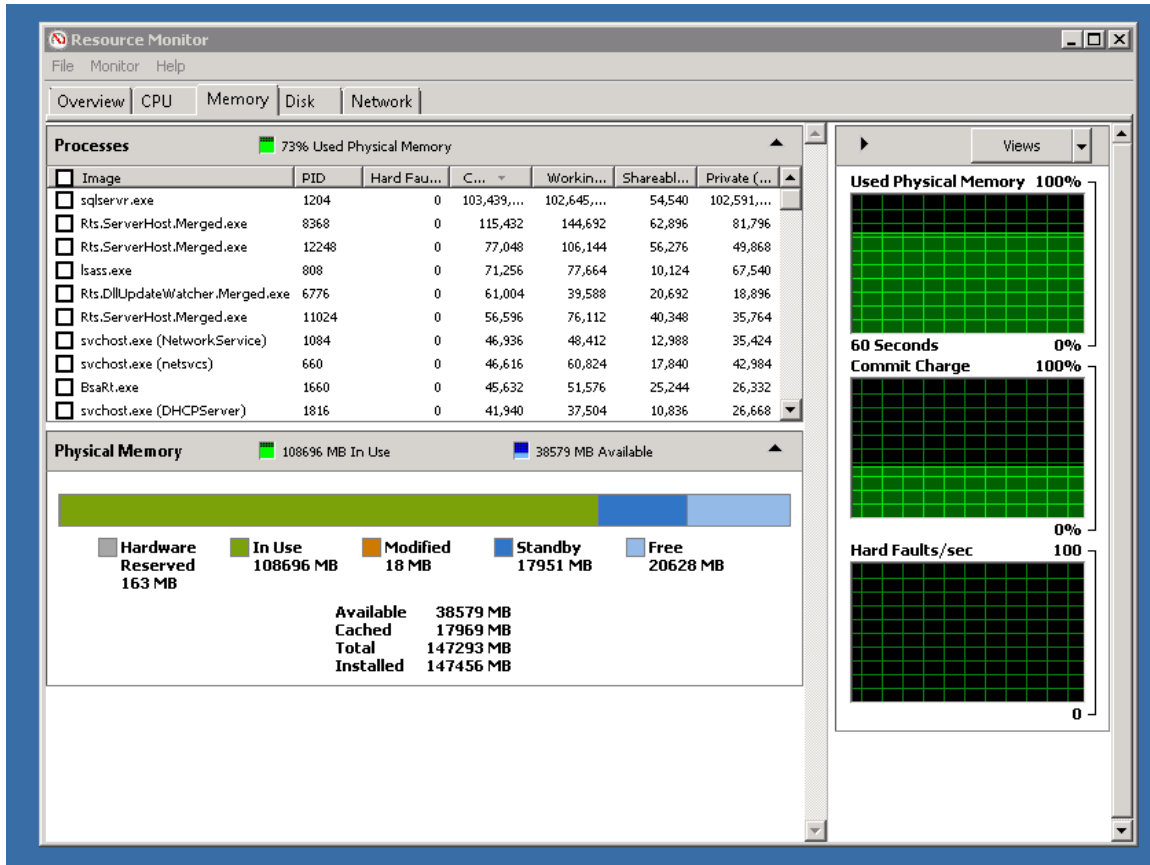 Resource Monitor
File Monitor Help
Overview CPU Memory Disk Network
Processes 73% Used Physical Memory
Image PID Hard Fau... C... Workin... Shareabl... Private (...
sqlservr.exe 1204 0 103,439,... 102,645,... 54,540 102,591,...
Rts.ServerHost.Merged.exe 8368 0 115,432 144,692 62,896 81,796
Rts.ServerHost.Merged.exe 12248 0 77,048 106,144 56,276 49,868
lsass.exe 808 0 71,256 77,664 10,124 67,540
Rts.DllUpdateWatcher.Merged.exe 6776 0 61,004 39,588 20,692 18,896
Rts.ServerHost.Merged.exe 11024 0 56,596 76,112 40,348 35,764
svchost.exe (NetworkService) 1084 0 46,936 48,412 12,988 35,424
svchost.exe (netsvcs) 660 0 46,616 60,824 17,840 42,984
BsaRt.exe 1660 0 45,632 51,576 25,244 26,332
svchost.exe (DHCPServer) 1816 0 41,940 37,504 10,836 26,668
Physical Memory 108696 MB In Use 38579 MB Available
Hardware Reserved 163 MB
In Use 108696 MB
Modified 18 MB
Standby 17951 MB
Free 20628 MB
Available 38579 MB
Cached 17969 MB
Total 147293 MB
Installed 147456 MB
Views
Used Physical Memory 100%
60 Seconds 0%
Commit Charge 100%
0%
Hard Faults/sec 100
0